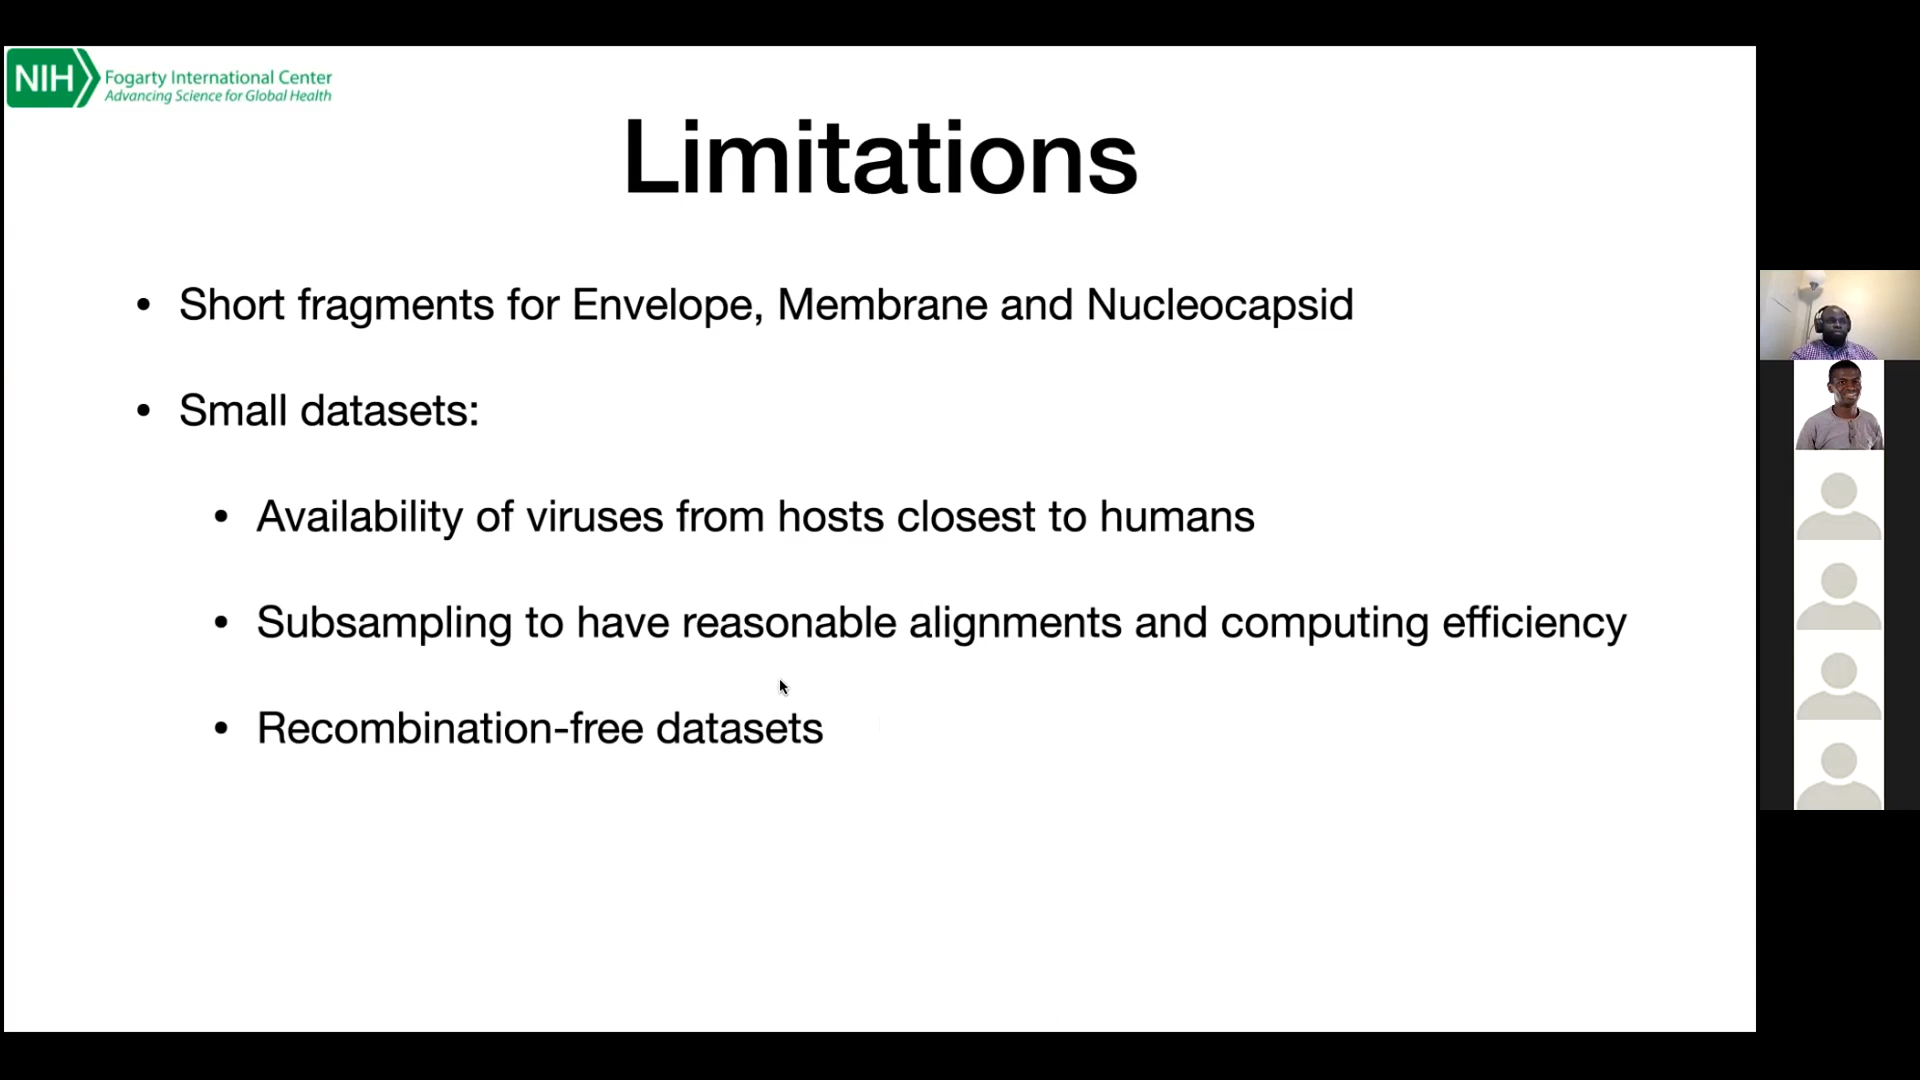 NIH
Fogarty International Center
Advancing Science for Global Health
Limitations
• Short fragments for Envelope, Membrane and Nucleocapsid
• Small datasets:
• Availability of viruses from hosts closest to humans
• Subsampling to have reasonable alignments and computing efficiency
• Recombination-free datasets